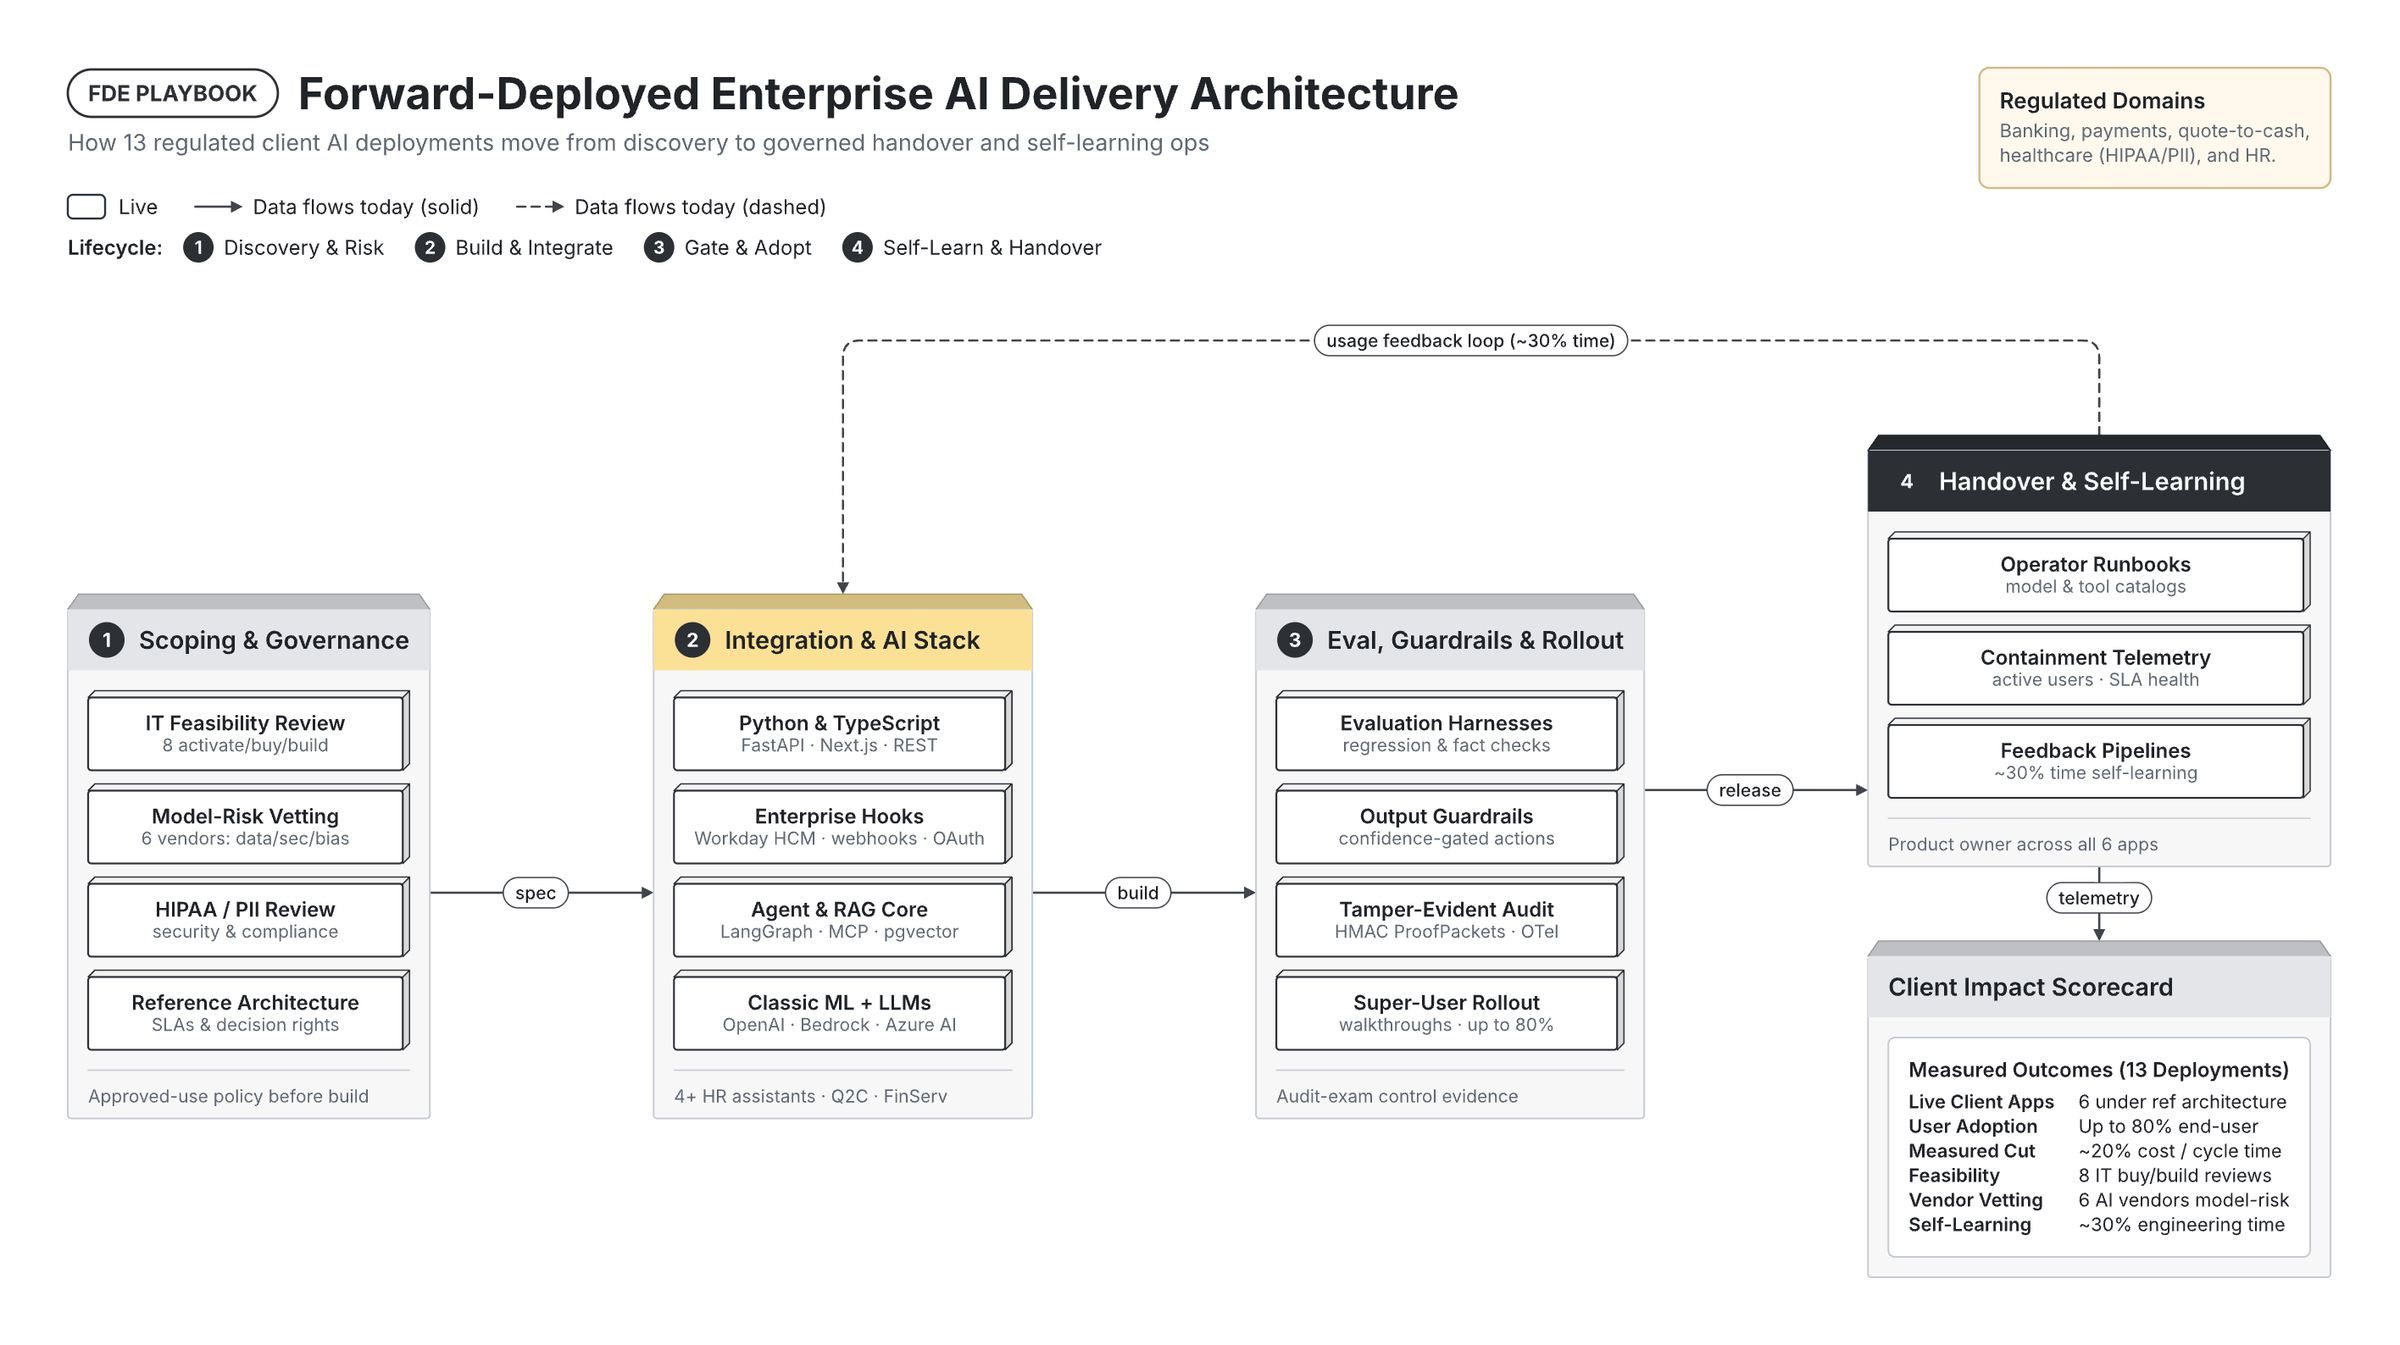 FDE PLAYBOOK
Forward-Deployed Enterprise AI Delivery Architecture
How 13 regulated client AI deployments move from discovery to governed handover and self-learning ops
Regulated Domains
Banking, payments, quote-to-cash,
healthcare (HIPAA/PII), and HR.
Live
Data flows today (solid)
Data flows today (dashed)
Lifecycle:
1 Discovery & Risk
2 Build & Integrate
3 Gate & Adopt
4 Self-Learn & Handover
usage feedback loop (~30% time)
1 Scoping & Governance
IT Feasibility Review
8 activate/buy/build
Model-Risk Vetting
6 vendors: data/sec/bias
HIPAA / PII Review
security & compliance
Reference Architecture
SLAs & decision rights
Approved-use policy before build
spec
2 Integration & AI Stack
Python & TypeScript
FastAPI · Next.js · REST
Enterprise Hooks
Workday HCM · webhooks · OAuth
Agent & RAG Core
LangGraph · MCP · pgvector
Classic ML + LLMs
OpenAI · Bedrock · Azure AI
4+ HR assistants · Q2C · FinServ
build
3 Eval, Guardrails & Rollout
Evaluation Harnesses
regression & fact checks
Output Guardrails
confidence-gated actions
Tamper-Evident Audit
HMAC ProofPackets · OTel
Super-User Rollout
walkthroughs · up to 80%
Audit-exam control evidence
release
4 Handover & Self-Learning
Operator Runbooks
model & tool catalogs
Containment Telemetry
active users · SLA health
Feedback Pipelines
~30% time self-learning
Product owner across all 6 apps
telemetry
Client Impact Scorecard
Measured Outcomes (13 Deployments)
Live Client Apps 6 under ref architecture
User Adoption Up to 80% end-user
Measured Cut ~20% cost / cycle time
Feasibility 8 IT buy/build reviews
Vendor Vetting 6 AI vendors model-risk
Self-Learning ~30% engineering time